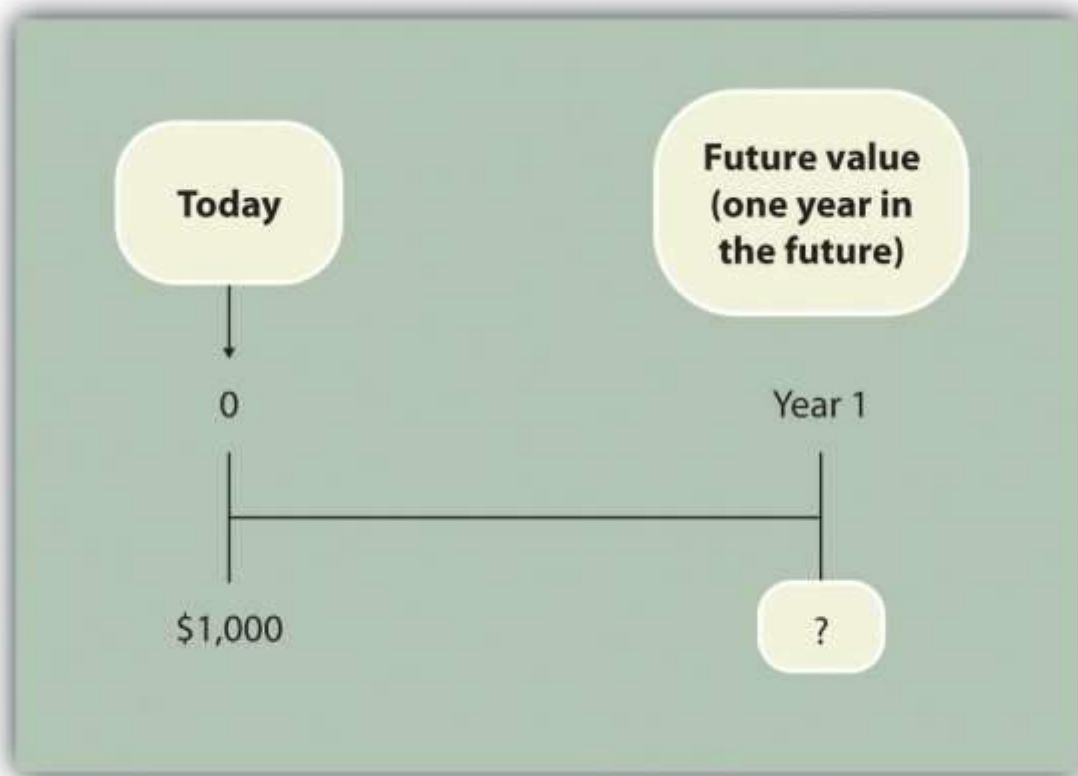 Today
Future value
(one year in
the future)
0
Year 1
$1,000
?